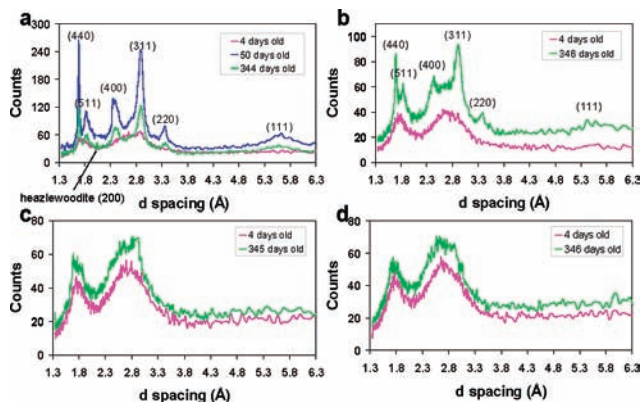 a
300
240
180
120
60
0
Counts
(440)
(511)
(400)
(311)
(220)
(111)
4 days old
50 days old
344 days old
1.3 1.8 2.3 2.8 3.3 3.8 4.3 4.8 5.3 5.8 6.3
heazlewoodite (200)
d spacing (Å)
b
120
100
80
60
40
20
0
Counts
(440)
(511)
(400)
(311)
(220)
(111)
4 days old
346 days old
1.3 1.8 2.3 2.8 3.3 3.8 4.3 4.8 5.3 5.8 6.3
d spacing (Å)
c
80
60
40
20
0
Counts
4 days old
345 days old
1.3 1.8 2.3 2.8 3.3 3.8 4.3 4.8 5.3 5.8 6.3
d spacing (Å)
d
80
60
40
20
0
Counts
4 days old
346 days old
1.3 1.8 2.3 2.8 3.3 3.8 4.3 4.8 5.3 5.8 6.3
d spacing (Å)